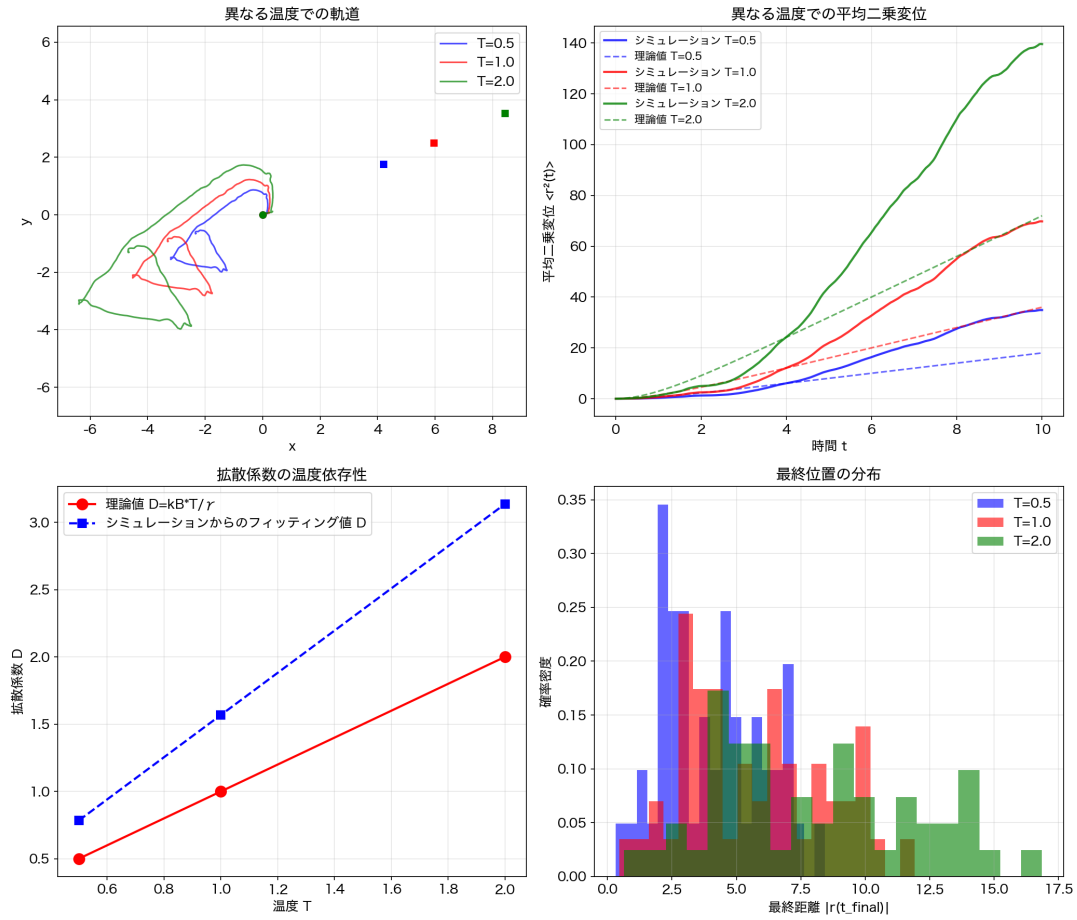 異なる温度での軌道
6
4
2
0
-2
-4
-6
y
-6
-4
-2
0
2
4
6
8
x
T=0.5
T=1.0
T=2.0
異なる温度での平均二乗変位
140
120
100
80
60
40
20
0
平均二乗変位 <r²(t)>
0
2
4
6
8
10
時間 t
シミュレーション T=0.5
理論値 T=0.5
シミュレーション T=1.0
理論値 T=1.0
シミュレーション T=2.0
理論値 T=2.0
拡散係数の温度依存性
3.0
2.5
2.0
1.5
1.0
0.5
拡散係数 D
0.6
0.8
1.0
1.2
1.4
1.6
1.8
2.0
温度 T
理論値 D=kB*T/γ
シミュレーションからのフィッティング値 D
最終位置の分布
0.35
0.30
0.25
0.20
0.15
0.10
0.05
0.00
確率密度
0.0
2.5
5.0
7.5
10.0
12.5
15.0
17.5
最終距離 |r(t_final)|
T=0.5
T=1.0
T=2.0